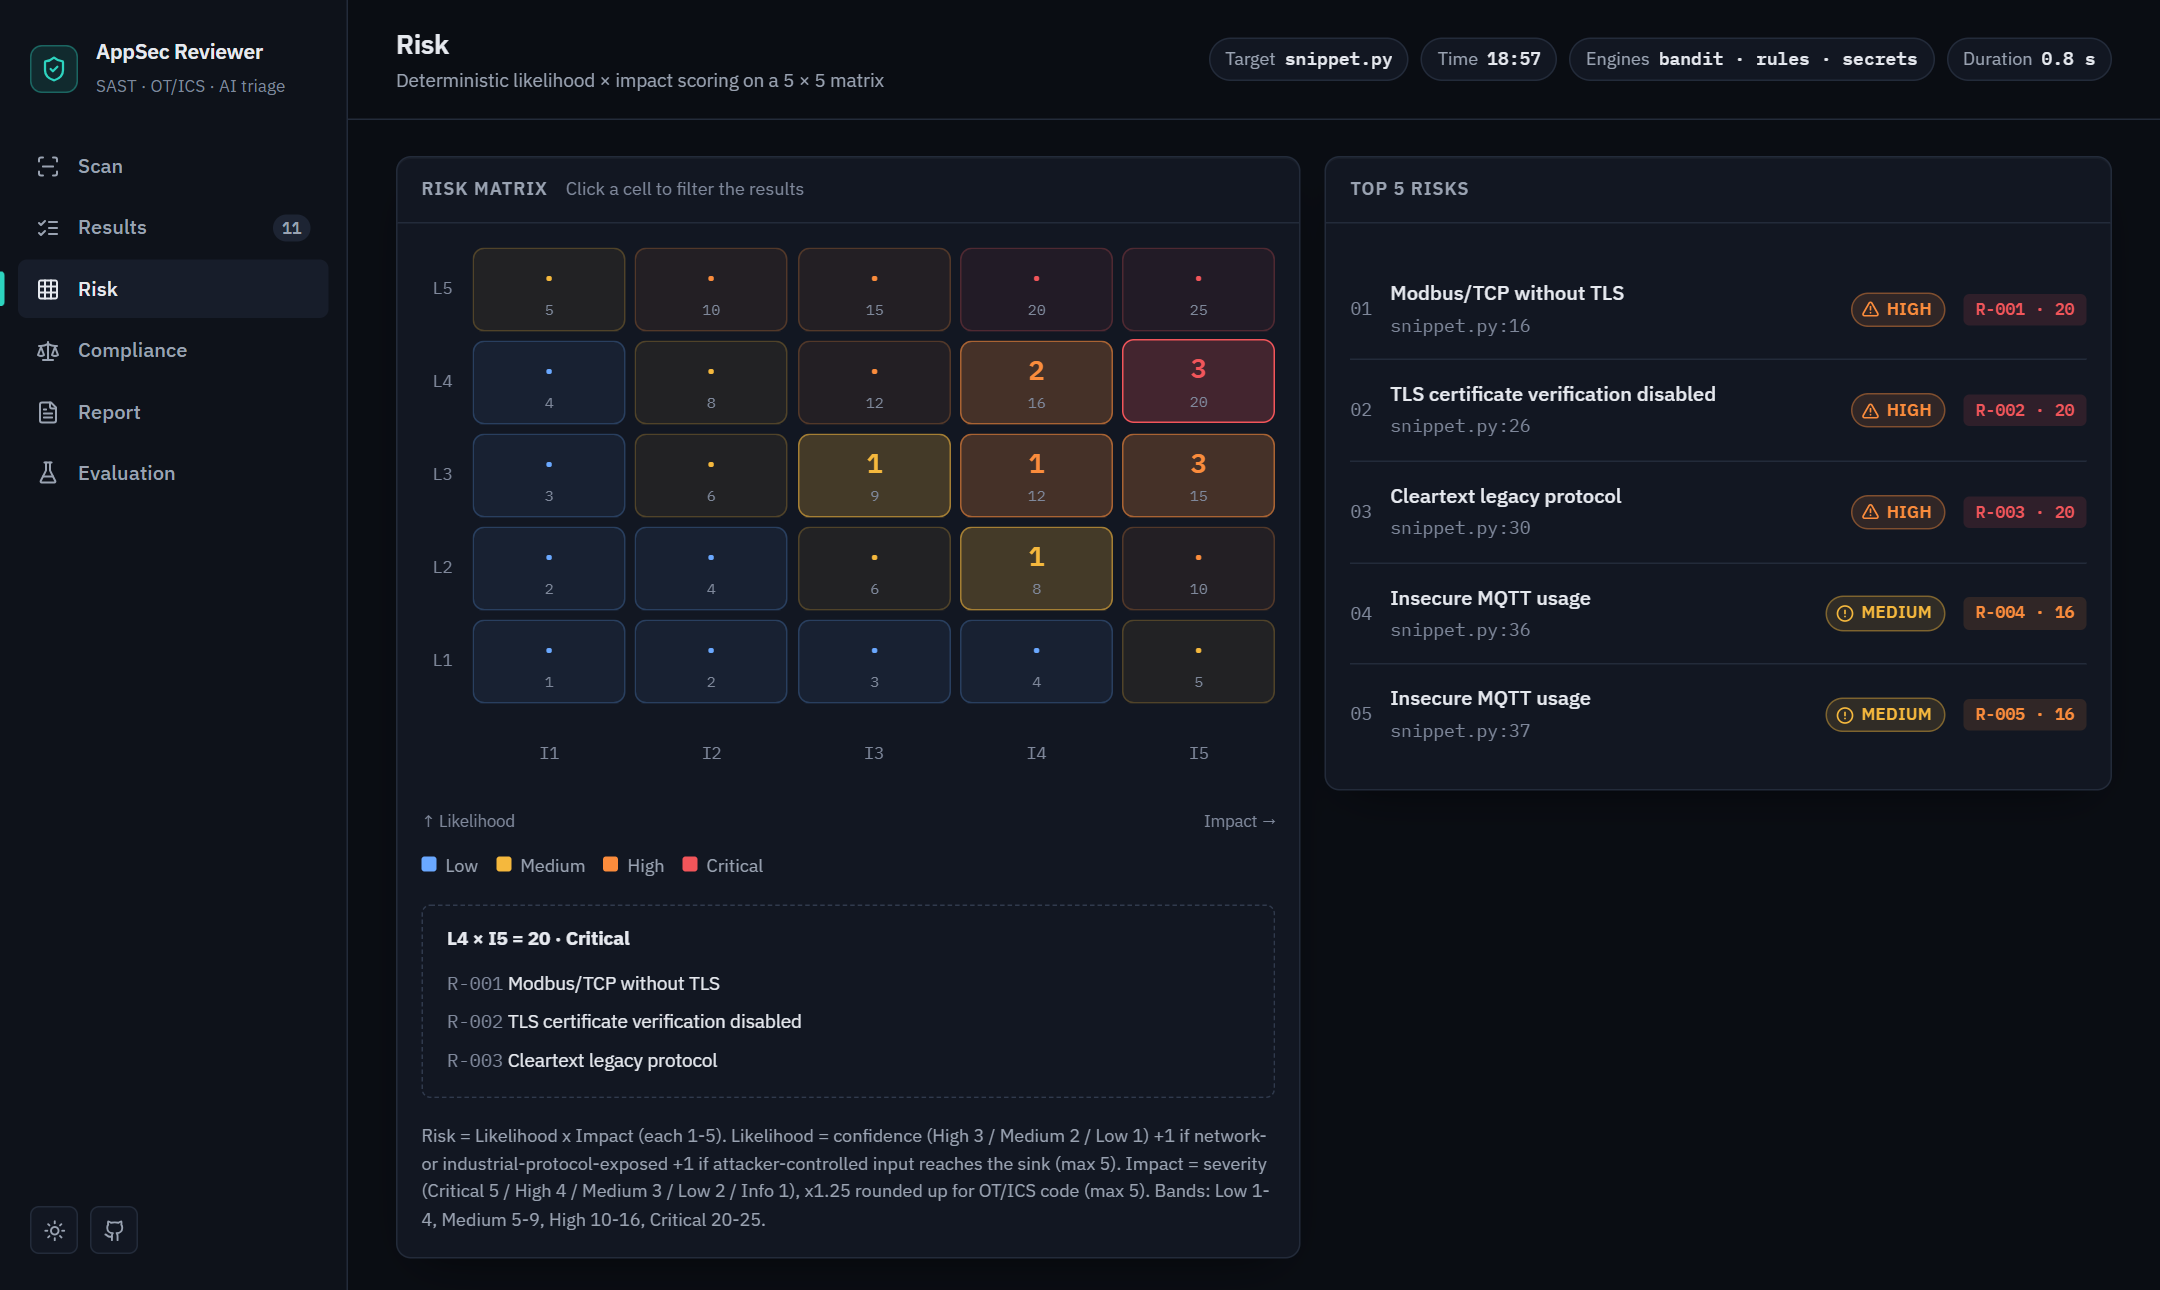 AppSec Reviewer
SAST · OT/ICS · AI triage
Scan
Results 11
Risk
Compliance
Report
Evaluation
Risk
Deterministic likelihood × impact scoring on a 5 × 5 matrix
Target snippet.py
Time 18:57
Engines bandit · rules · secrets
Duration 0.8 s
RISK MATRIX Click a cell to filter the results
L5
5
10
15
20
25
L4
4
8
12
2
16
3
20
L3
3
6
1
9
1
12
3
15
L2
2
4
6
1
8
10
L1
1
2
3
4
5
I1 I2 I3 I4 I5
↑ Likelihood Impact →
Low Medium High Critical
L4 × I5 = 20 · Critical
R-001 Modbus/TCP without TLS
R-002 TLS certificate verification disabled
R-003 Cleartext legacy protocol
Risk = Likelihood x Impact (each 1-5). Likelihood = confidence (High 3 / Medium 2 / Low 1) +1 if network-
or industrial-protocol-exposed +1 if attacker-controlled input reaches the sink (max 5). Impact = severity
(Critical 5 / High 4 / Medium 3 / Low 2 / Info 1), x1.25 rounded up for OT/ICS code (max 5). Bands: Low 1-
4, Medium 5-9, High 10-16, Critical 20-25.
TOP 5 RISKS
01 Modbus/TCP without TLS HIGH R-001 · 20
snippet.py:16
02 TLS certificate verification disabled HIGH R-002 · 20
snippet.py:26
03 Cleartext legacy protocol HIGH R-003 · 20
snippet.py:30
04 Insecure MQTT usage MEDIUM R-004 · 16
snippet.py:36
05 Insecure MQTT usage MEDIUM R-005 · 16
snippet.py:37